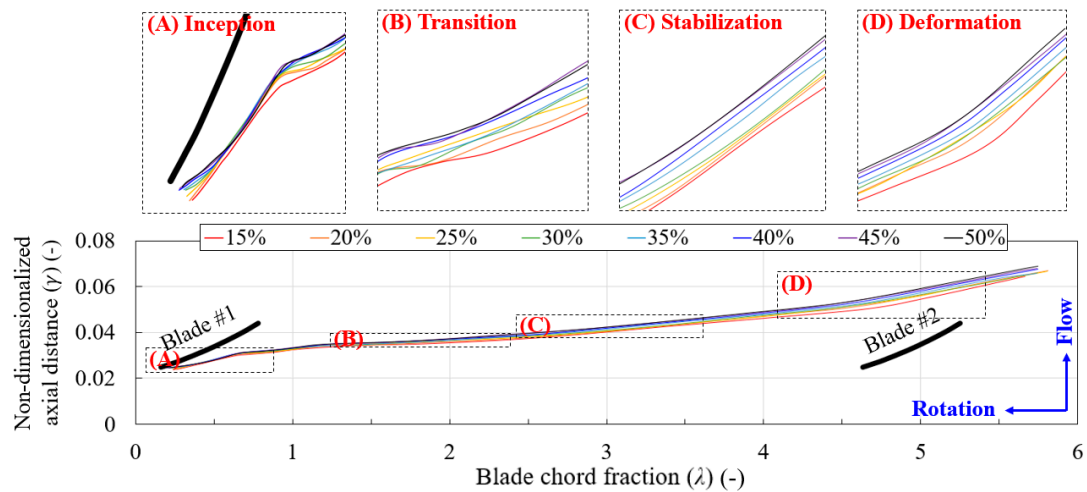 (A) Inception
(B) Transition
(C) Stabilization
(D) Deformation
15% 20% 25% 30% 35% 40% 45% 50%
Non-dimensionalized
axial distance (γ) (-)
0.08
0.06
0.04
0.02
0
Blade #1
(A)
(B)
(C)
(D)
Blade #2
Flow
Rotation
0 1 2 3 4 5 6
Blade chord fraction (λ) (-)